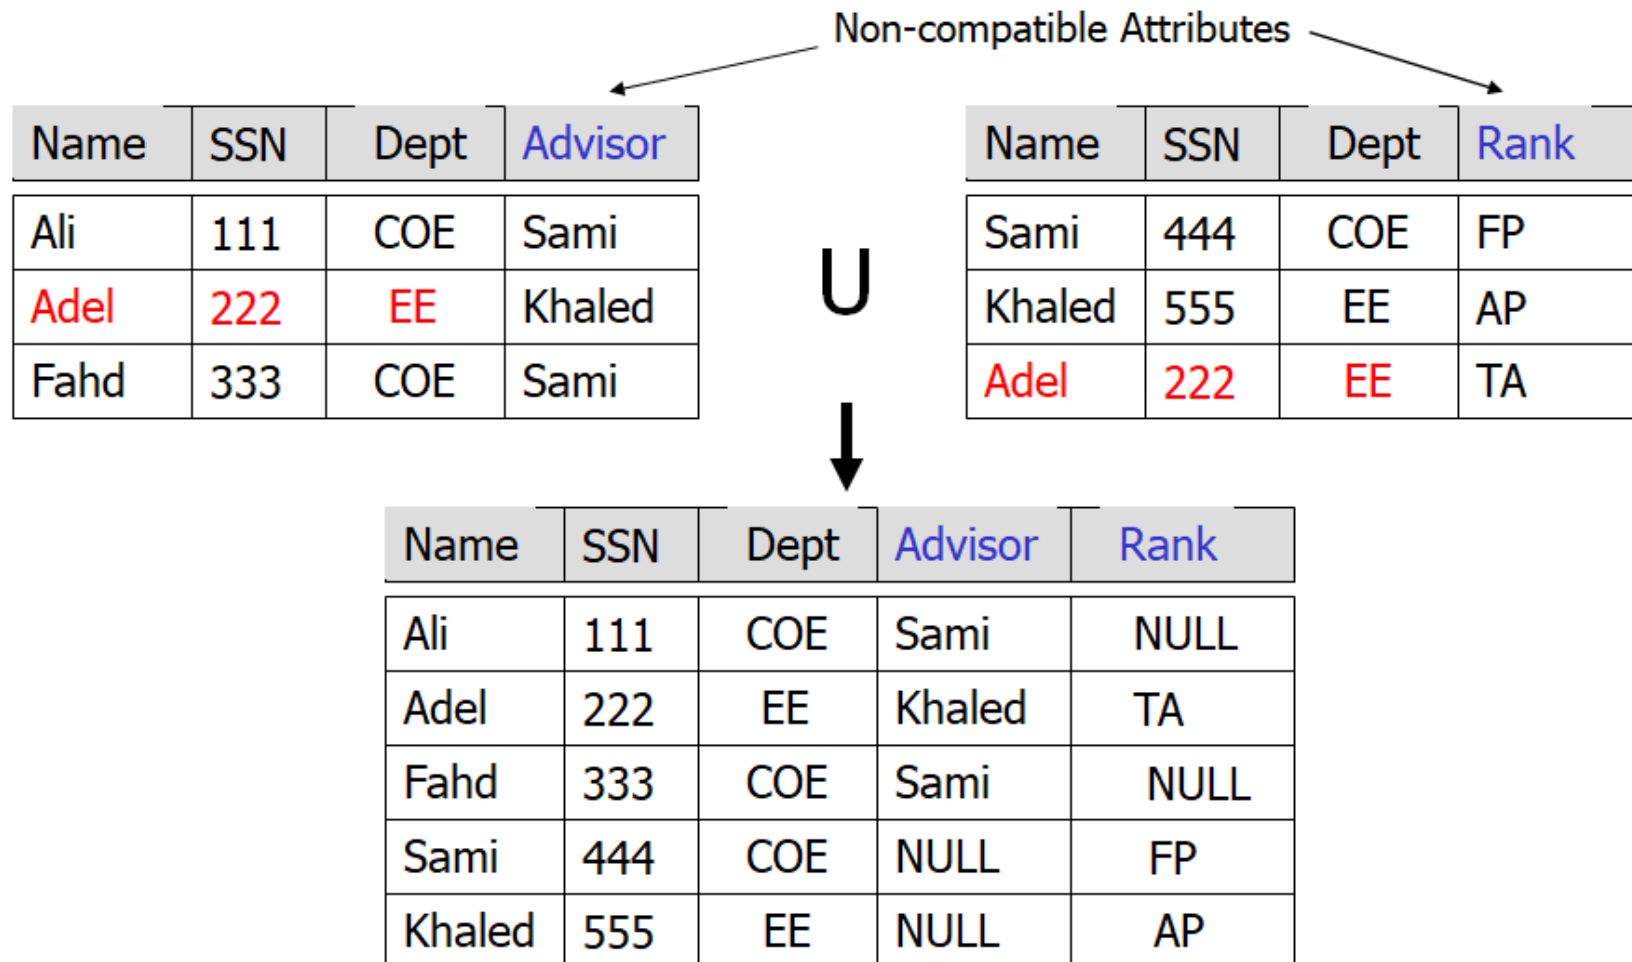 Non-compatible Attributes
Name SSN Dept Advisor
Ali 111 COE Sami
Adel 222 EE Khaled
Fahd 333 COE Sami
U
Name SSN Dept Rank
Sami 444 COE FP
Khaled 555 EE AP
Adel 222 EE TA
Name SSN Dept Advisor Rank
Ali 111 COE Sami NULL
Adel 222 EE Khaled TA
Fahd 333 COE Sami NULL
Sami 444 COE NULL FP
Khaled 555 EE NULL AP